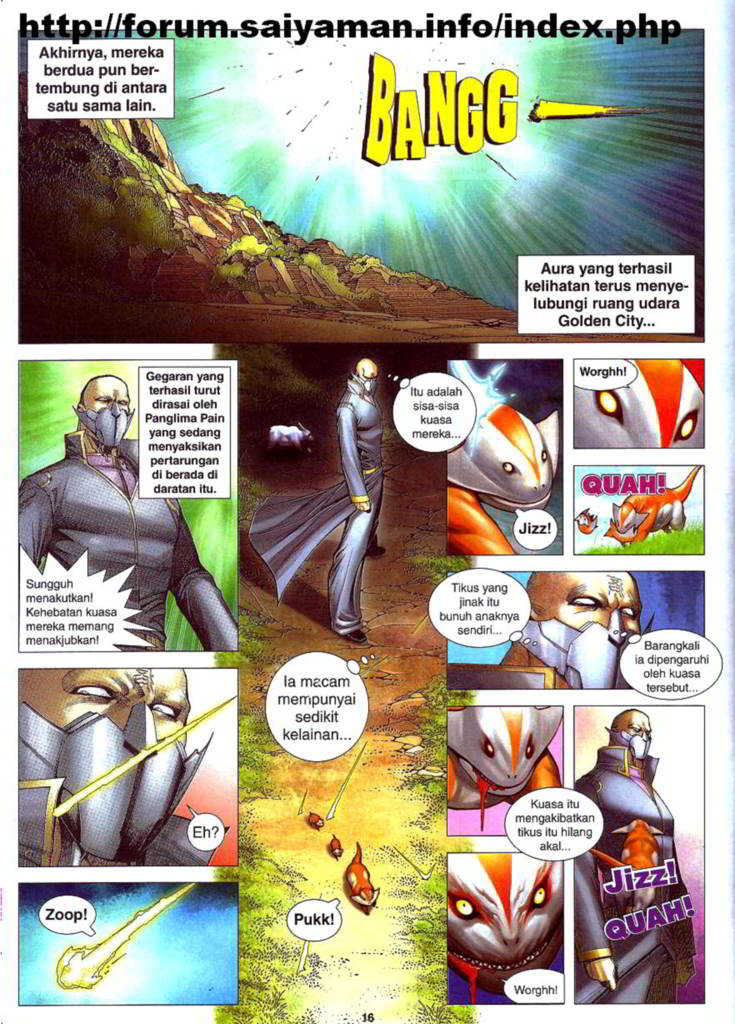 http://forum.saiyaman.info/index.php
Akhirnya, mereka
berdua pun ber-
tembung di antara
satu sama lain.
BANGG
Aura yang terhasil
kelihatan terus menye-
lubungi ruang udara
Golden City...
Gegaran yang
terhasil turut
dirasai oleh
Panglima Pain
yang sedang
menyaksikan
pertarungan
di berada di
daratan itu.
Sungguh
menakutkan!
Kehebatan kuasa
mereka memang
menakjubkan!
Eh?
Zoop!
Itu adalah
sisa-sisa
kuasa
mereka...
Ia macam
mempunyai
sedikit
kelainan...
Pukk!
Jizz!
Worghh!
QUAH!
Tikus yang
jinak itu
bunuh anaknya
sendiri...
Barangkali
ia dipengaruhi
oleh kuasa
tersebut...
Kuasa itu
mengakibatkan
tikus itu hilang
akal...
Jizz!
QUAH!
Worghh!
16